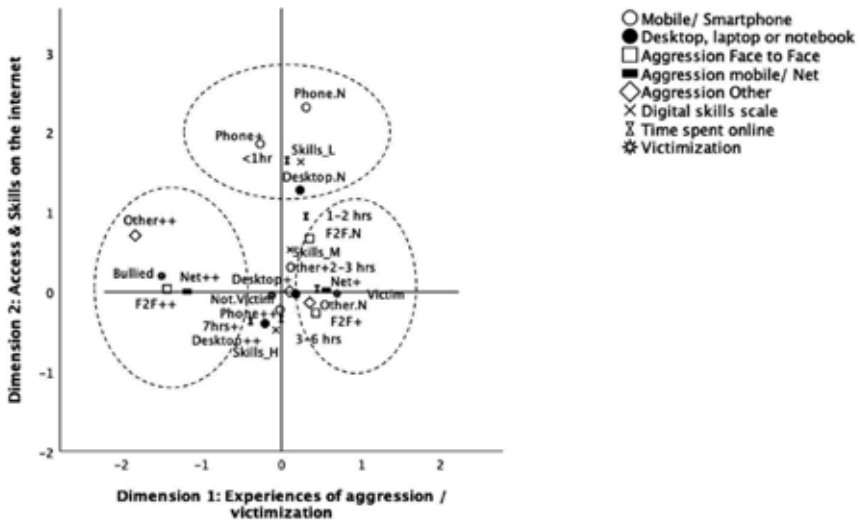 Mobile/ Smartphone
Desktop, laptop or notebook
Aggression Face to Face
Aggression mobile/ Net
Aggression Other
Digital skills scale
Time spent online
Victimization
3
2
1
0
-1
-2
Dimension 2: Access & Skills on the internet
Phone.N
Phone+
<1hr
Skills_L
Desktop.N
1-2 hrs
F2F.N
Skills_M
Other+
2-3 hrs
Net+
Victim
Other.N
F2F+
3-6 hrs
Other++
Bullied
Net++
F2F++
Desktop+
Not.Victim
Phone++
7hrs+
Desktop++
Skills_H
-2
-1
0
1
2
Dimension 1: Experiences of aggression /
victimization